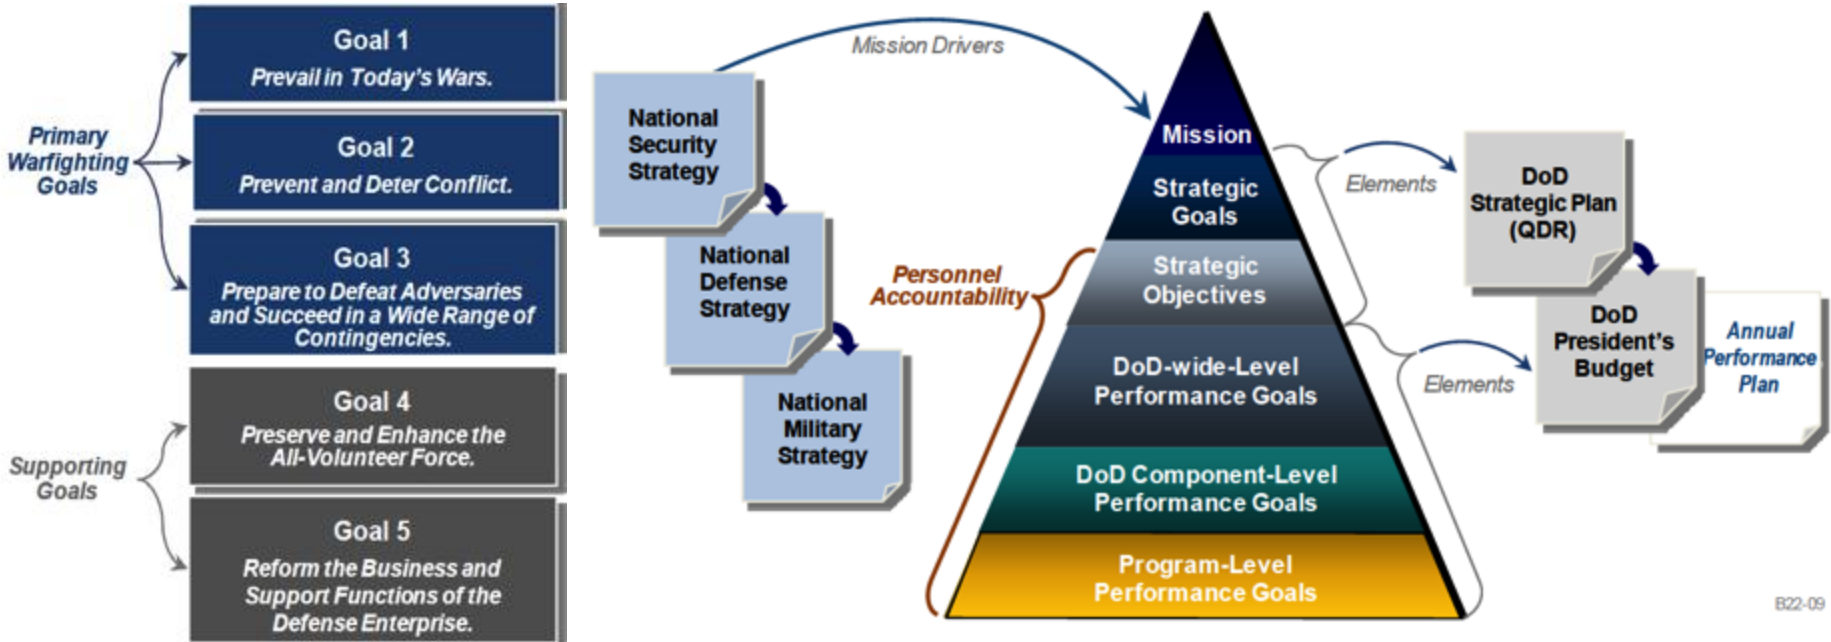 Primary
Warfighting
Goals
Goal 1
Prevail in Today's Wars.
Goal 2
Prevent and Deter Conflict.
Goal 3
Prepare to Defeat Adversaries
and Succeed in a Wide Range of
Contingencies.
Supporting
Goals
Goal 4
Preserve and Enhance the
All-Volunteer Force.
Goal 5
Reform the Business and
Support Functions of the
Defense Enterprise.
Mission Drivers
National
Security
Strategy
National
Defense
Strategy
National
Military
Strategy
Personnel
Accountability
Mission
Strategic
Goals
Strategic
Objectives
DoD-wide-Level
Performance Goals
DoD Component-Level
Performance Goals
Program-Level
Performance Goals
Elements
DoD
Strategic Plan
(QDR)
Elements
DoD
President's
Budget
Annual
Performance
Plan
B22-09